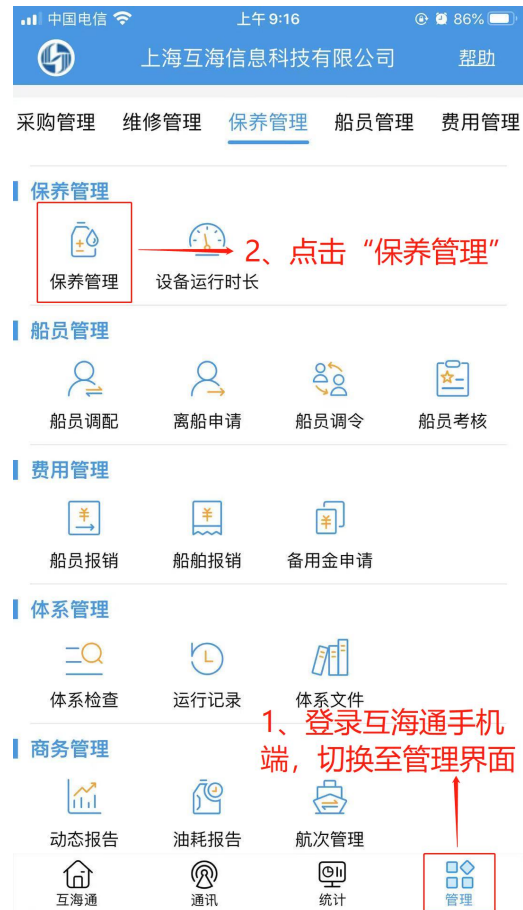 中国电信 上午9:16 86%
上海互海信息科技有限公司 帮助
采购管理 维修管理 保养管理 船员管理 费用管理
保养管理
保养管理 设备运行时长
2、点击“保养管理”
船员管理
船员调配 离船申请 船员调令 船员考核
费用管理
船员报销 船舶报销 备用金申请
体系管理
体系检查 运行记录 体系文件
1、登录互海通手机
端，切换至管理界面
商务管理
动态报告 油耗报告 航次管理
互海通 通讯 统计 管理